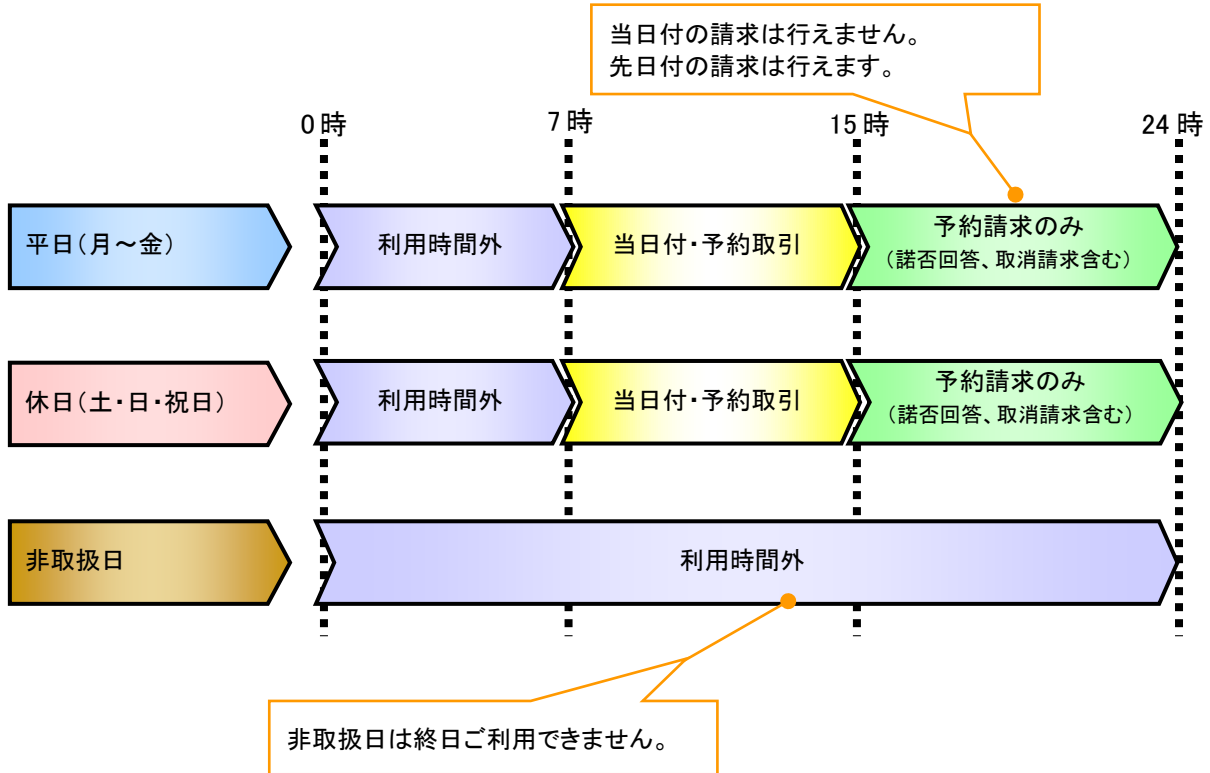 当日付の請求は行えません。
先日付の請求は行えます。
0時 7時 15時 24時
平日(月～金) 利用時間外 当日付・予約取引 予約請求のみ
(諾否回答、取消請求含む)
休日(土・日・祝日) 利用時間外 当日付・予約取引 予約請求のみ
(諾否回答、取消請求含む)
非取扱日 利用時間外
非取扱日は終日ご利用できません。